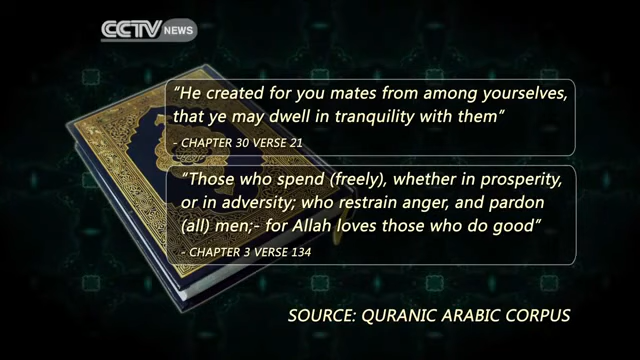 CCTV NEWS
"He created for you mates from among yourselves,
that ye may dwell in tranquility with them"
- CHAPTER 30 VERSE 21
"Those who spend (freely), whether in prosperity,
or in adversity; who restrain anger, and pardon
(all) men;- for Allah loves those who do good"
- CHAPTER 3 VERSE 134
SOURCE: QURANIC ARABIC CORPUS